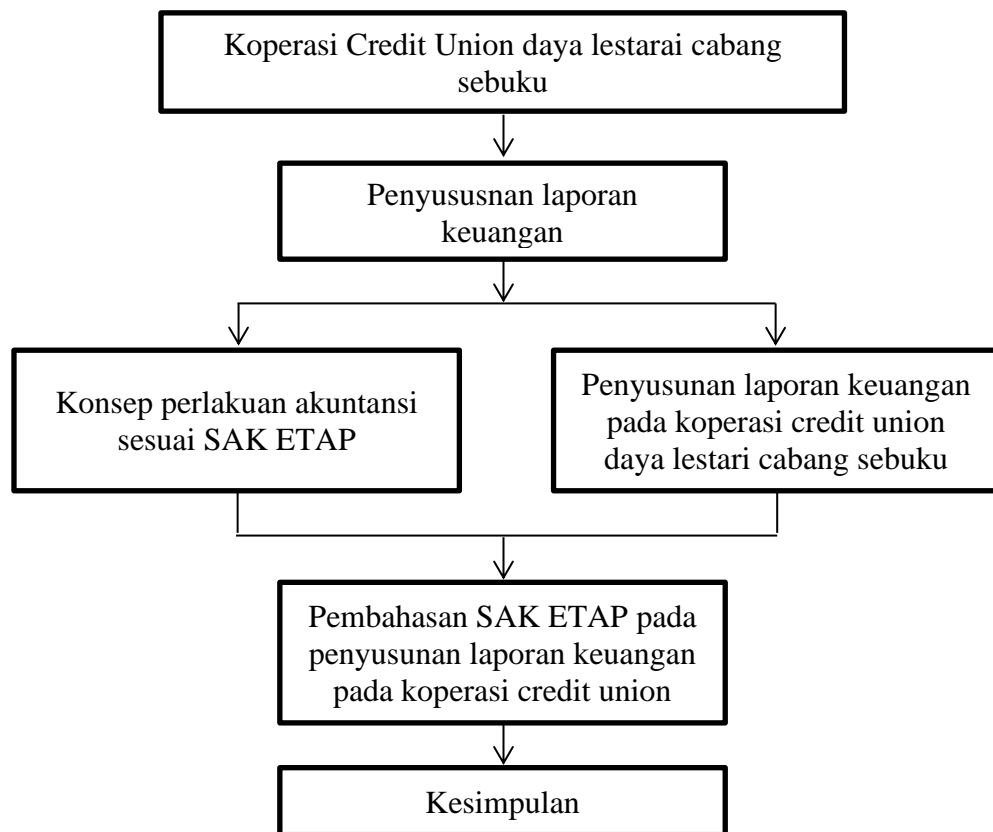 Koperasi Credit Union daya lestarai cabang
sebuku
Penyususnan laporan
keuangan
Konsep perlakuan akuntansi
sesuai SAK ETAP
Penyusunan laporan keuangan
pada koperasi credit union
daya lestari cabang sebuku
Pembahasan SAK ETAP pada
penyusunan laporan keuangan
pada koperasi credit union
Kesimpulan